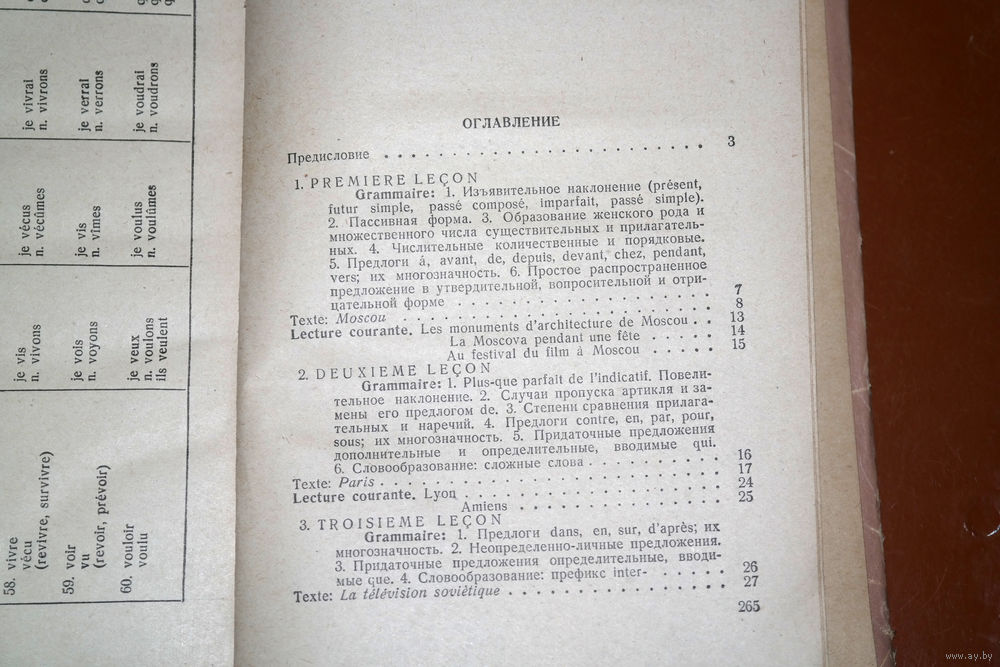 je vivrai
n. vivrons
je verrai
n. verrons
je voudrai
n. voudrons
je vécus
n. vécûmes
je vis
n. vîmes
je voulus
n. voulûmes
je vis
n. vivons
je vois
n. voyons
je veux
n. voulons
ils veulent
58. vivre
vécu
(revivre, survivre)
59. voir
vu
(revoir, prévoir)
60. vouloir
voulu
ОГЛАВЛЕНИЕ
Предисловие . . . . . . . . . . . . . . . . . . 3
1. PREMIERE LEÇON
Grammaire: 1. Изъявительное наклонение (présent,
futur simple, passé composé, imparfait, passé simple).
2. Пассивная форма. 3. Образование женского рода и
множественного числа существительных и прилагатель-
ных. 4. Числительные количественные и порядковые.
5. Предлоги á, avant, de, depuis, devant, chez, pendant,
vers; их многозначность. 6. Простое распространенное
предложение в утвердительной, вопросительной и отри-
цательной форме . . . . . . . . . . . . . . 7
Texte: Moscou . . . . . . . . . . . . . . . . . 8
Lecture courante. Les monuments d'architecture de Moscou . . 13
La Moscova pendant une fête . . . . . 14
Au festival du film à Moscou . . . . . 15
2. DEUXIEME LEÇON
Grammaire: 1. Plus-que parfait de l'indicatif. Повели-
тельное наклонение. 2. Случаи пропуска артикля и за-
мены его предлогом de. 3. Степени сравнения прилага-
тельных и наречий. 4. Предлоги contre, en, par, pour,
sous; их многозначность. 5. Придаточные предложения
дополнительные и определительные, вводимые qui.
6. Словообразование: сложные слова . . . . . . . . 16
Texte: Paris . . . . . . . . . . . . . . . . . . 17
Lecture courante. Lyon . . . . . . . . . . . . . 24
Amiens . . . . . . . . . . . 25
3. TROISIEME LEÇON
Grammaire: 1. Предлоги dans, en, sur, d'après; их
многозначность. 2. Неопределенно-личные предложения.
3. Придаточные предложения определительные, вводи-
мые que. 4. Словообразование: префикс inter- . . . . . 26
Texte: La télévision soviètique . . . . . . . . . . . . 27
265
www.ay.by